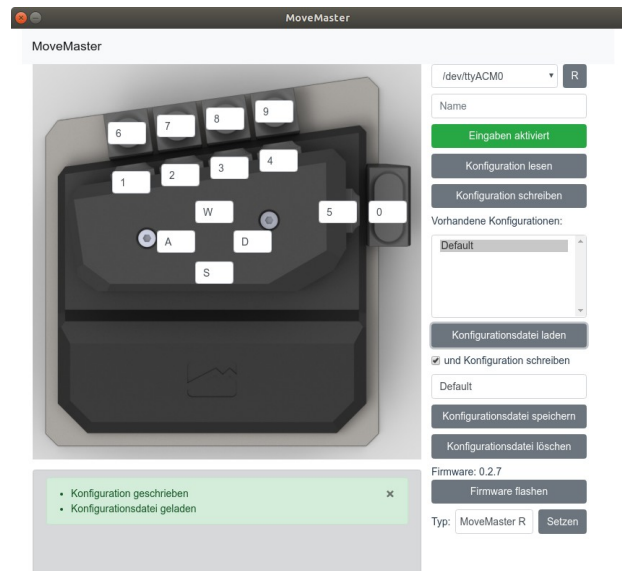 MoveMaster
MoveMaster
/dev/ttyACM0
R
Name
Eingaben aktiviert
Konfiguration lesen
Konfiguration schreiben
Vorhandene Konfigurationen:
Default
Konfigurationsdatei laden
und Konfiguration schreiben
Default
Konfigurationsdatei speichern
Konfigurationsdatei löschen
Firmware: 0.2.7
Firmware flashen
Typ: MoveMaster R Setzen
6 7 8 9
1 2 3 4
W 5 0
A D
S
Konfiguration geschrieben
Konfigurationsdatei geladen